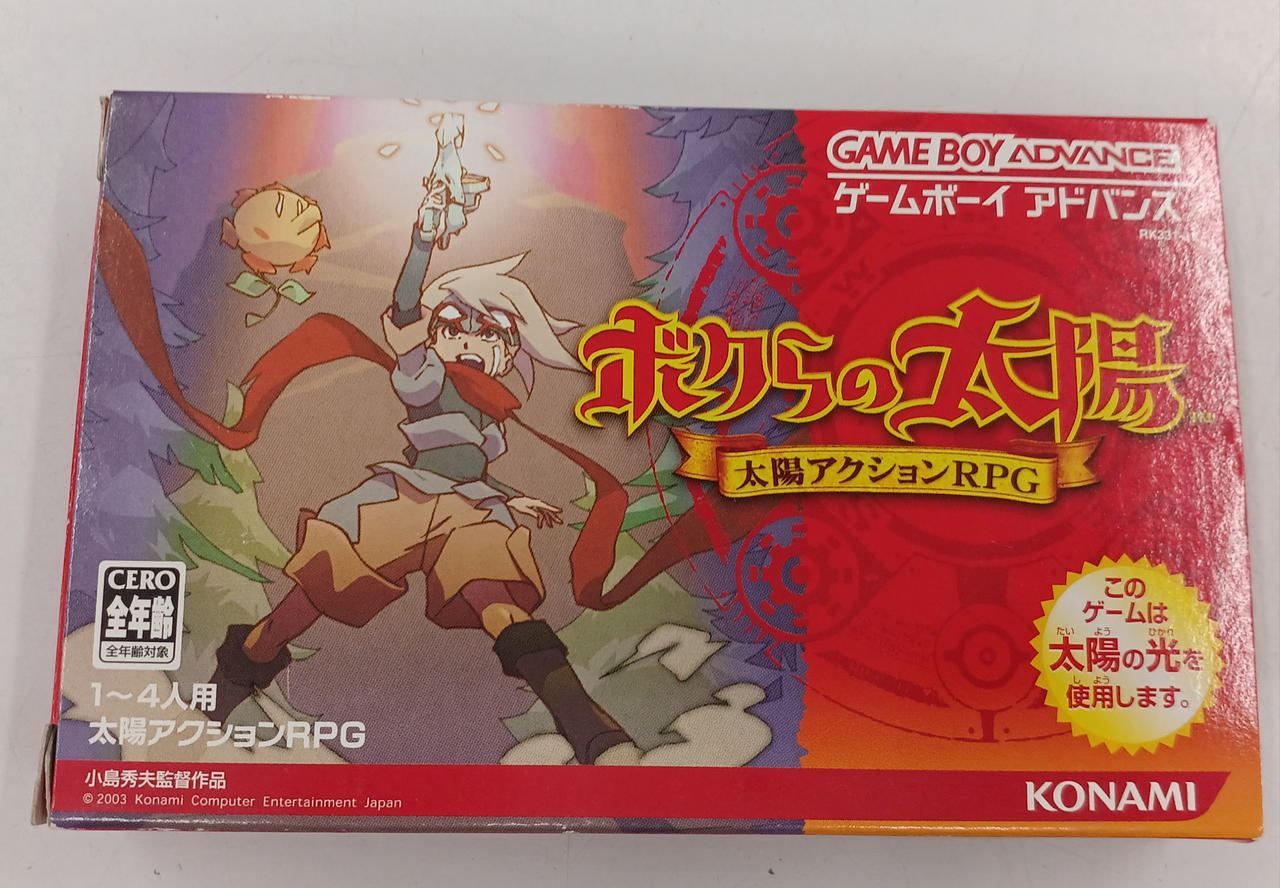 GAME BOY ADVANCE
ゲームボーイ アドバンス
ボクらの太陽
TM
太陽アクションRPG
この
ゲームは
たい よう ひかり
太陽の光を
し よう
使用します。
CERO
全年齢
全年齢対象
1～4人用
太陽アクションRPG
小島秀夫監督作品
© 2003 Konami Computer Entertainment Japan
KONAMI